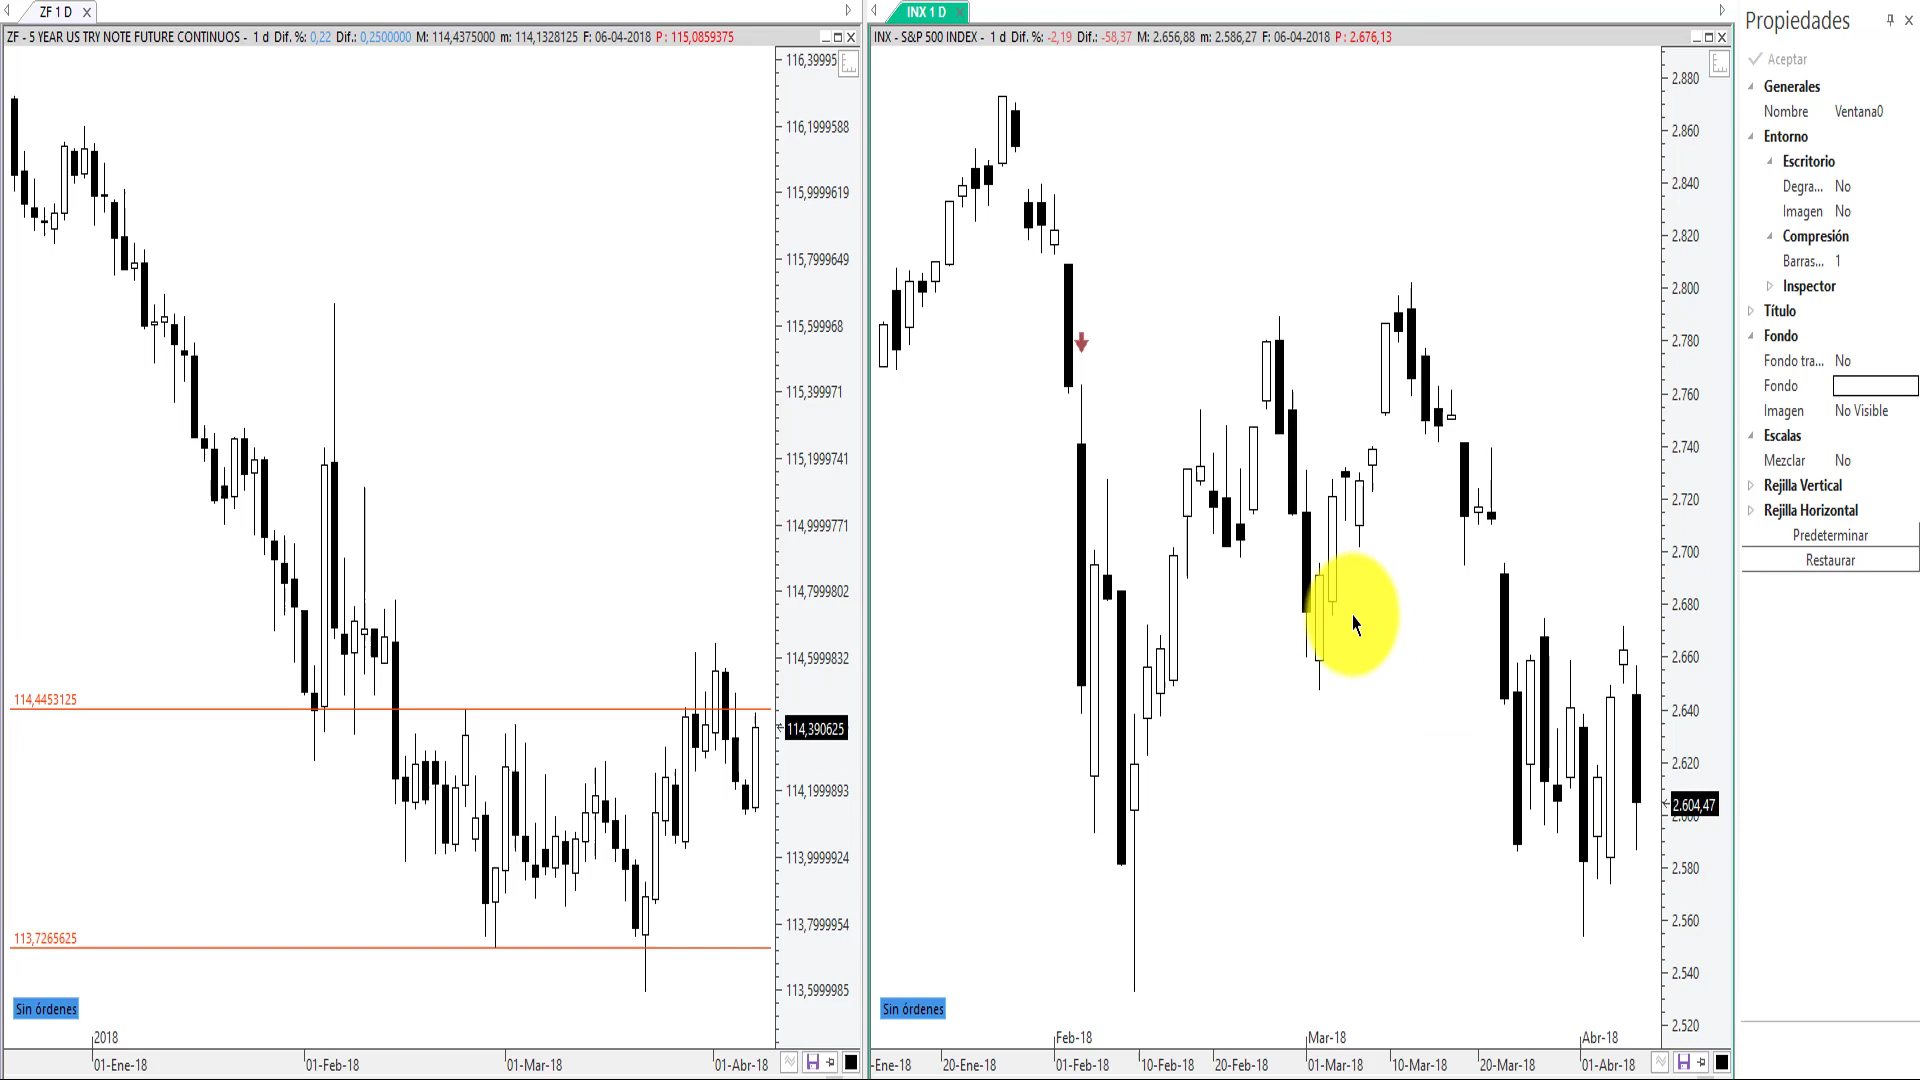 ZF 1 D
ZF - 5 YEAR US TRY NOTE FUTURE CONTINUOS - 1 d Dif. %: 0,22 Dif.: 0,2500000 M: 114,4375000 m: 114,1328125 F: 06-04-2018 P : 115,0859375
116,39995
116,1999588
115,9999619
115,7999649
115,599968
115,399971
115,1999741
114,9999771
114,7999802
114,5999832
114,390625
114,1999893
113,9999924
113,7999954
113,5999985
114,4453125
113,7265625
Sin órdenes
2018
01-Ene-18
01-Feb-18
01-Mar-18
01-Abr-18
INX 1 D
INX - S&P 500 INDEX - 1 d Dif. %: -2,19 Dif.: -58,37 M: 2.656,88 m: 2.586,27 F: 06-04-2018 P : 2.676,13
2.880
2.860
2.840
2.820
2.800
2.780
2.760
2.740
2.720
2.700
2.680
2.660
2.640
2.620
2.604,47
2.600
2.580
2.560
2.540
2.520
Sin órdenes
Feb-18
Mar-18
Abr-18
-Ene-18
20-Ene-18
01-Feb-18
10-Feb-18
20-Feb-18
01-Mar-18
10-Mar-18
20-Mar-18
01-Abr-18
Propiedades
Aceptar
Generales
Nombre Ventana0
Entorno
Escritorio
Degra... No
Imagen No
Compresión
Barras... 1
Inspector
Título
Fondo
Fondo tra... No
Fondo
Imagen No Visible
Escalas
Mezclar No
Rejilla Vertical
Rejilla Horizontal
Predeterminar
Restaurar